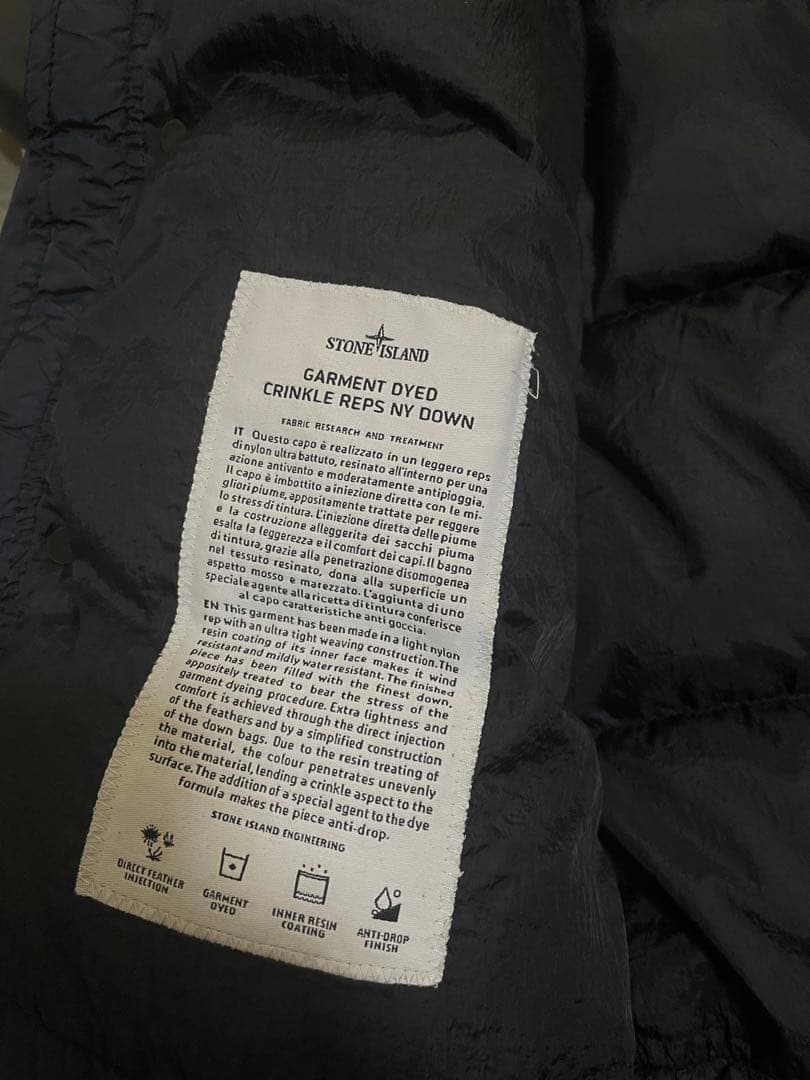 STONE ISLAND
GARMENT DYED
CRINKLE REPS NY DOWN
FABRIC RESEARCH AND TREATMENT
IT Questo capo è realizzato in un leggero reps
di nylon ultra battuto, resinato all'interno per una
azione antivento e moderatamente antipioggia.
Il capo è imbottito a iniezione diretta con le mi-
gliori piume, appositamente trattate per reggere
lo stress di tintura. L'iniezione diretta delle piume
e la costruzione alleggerita dei sacchi piuma
esalta la leggerezza e il comfort dei capi. Il bagno
di tintura, grazie alla penetrazione disomogenea
nel tessuto resinato, dona alla superficie un
aspetto mosso e marezzato. L'aggiunta di uno
speciale agente alla ricetta di tintura conferisce
al capo caratteristiche anti goccia.
EN This garment has been made in a light nylon
rep with an ultra tight weaving construction. The
resin coating of its inner face makes it wind
resistant and mildly water resistant. The finished
piece has been filled with the finest down,
appositely treated to bear the stress of the
garment dyeing procedure. Extra lightness and
comfort is achieved through the direct injection
of the feathers and by a simplified construction
of the down bags. Due to the resin treating of
the material, the colour penetrates unevenly
into the material, lending a crinkle aspect to the
surface. The addition of a special agent to the dye
formula makes the piece anti-drop.
STONE ISLAND ENGINEERING
DIRECT FEATHER
INJECTION
GARMENT
DYED
INNER RESIN
COATING
ANTI-DROP
FINISH